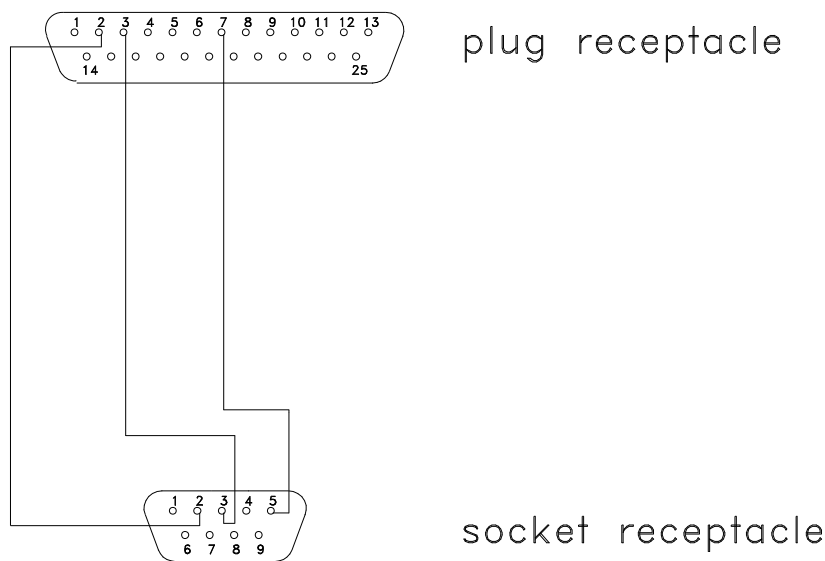 1 2 3 4 5 6 7 8 9 10 11 12 13
14 25
plug receptacle
1 2 3 4 5
6 7 8 9
socket receptacle